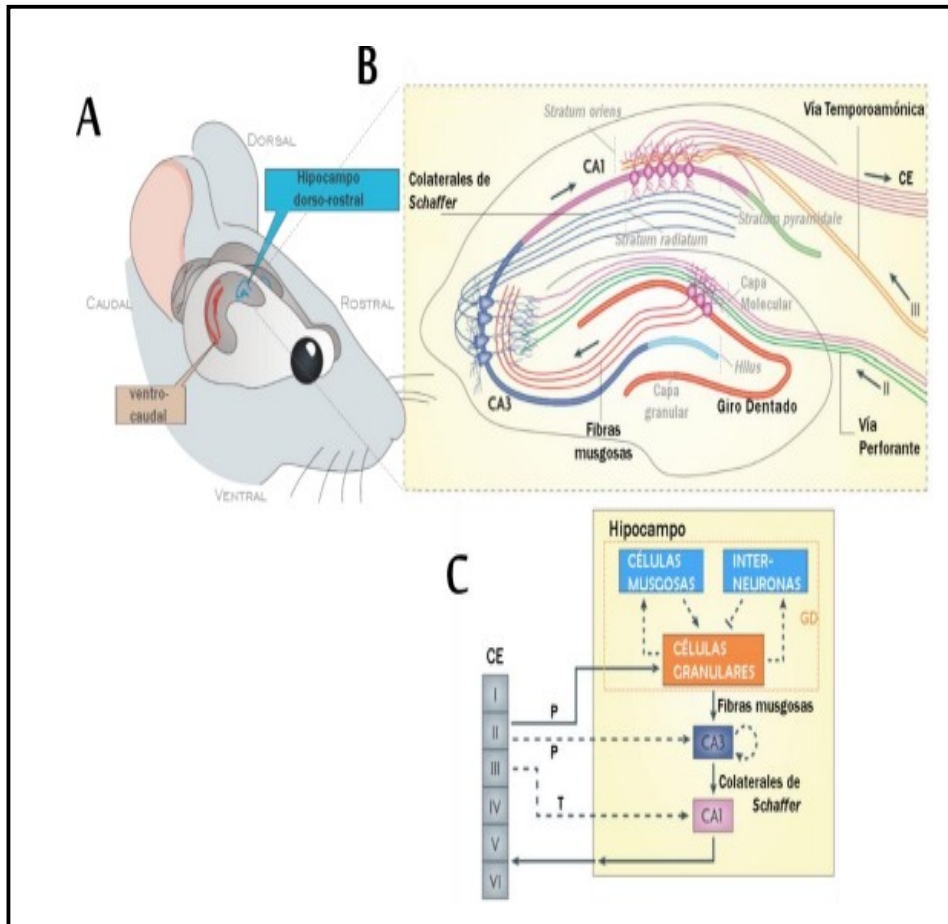 A
DORSAL
Hipocampo
dorso-rostral
CAUDAL
ROSTRAL
ventro-
caudal
VENTRAL
B
Stratum oriens
Vía Temporoamónica
CA1
CE
Colaterales de
Schaffer
Stratum pyramidale
Stratum radiatum
Capa
Molecular
III
Hilus
II
CA3
Capa
granular
Giro Dentado
Fibras
musgosas
Vía
Perforante
C
Hipocampo
CÉLULAS
MUSGOSAS
INTER-
NEURONAS
GD
CÉLULAS
GRANULARES
CE
I
II
III
IV
V
VI
P
P
T
Fibras musgosas
CA3
Colaterales de
Schaffer
CA1